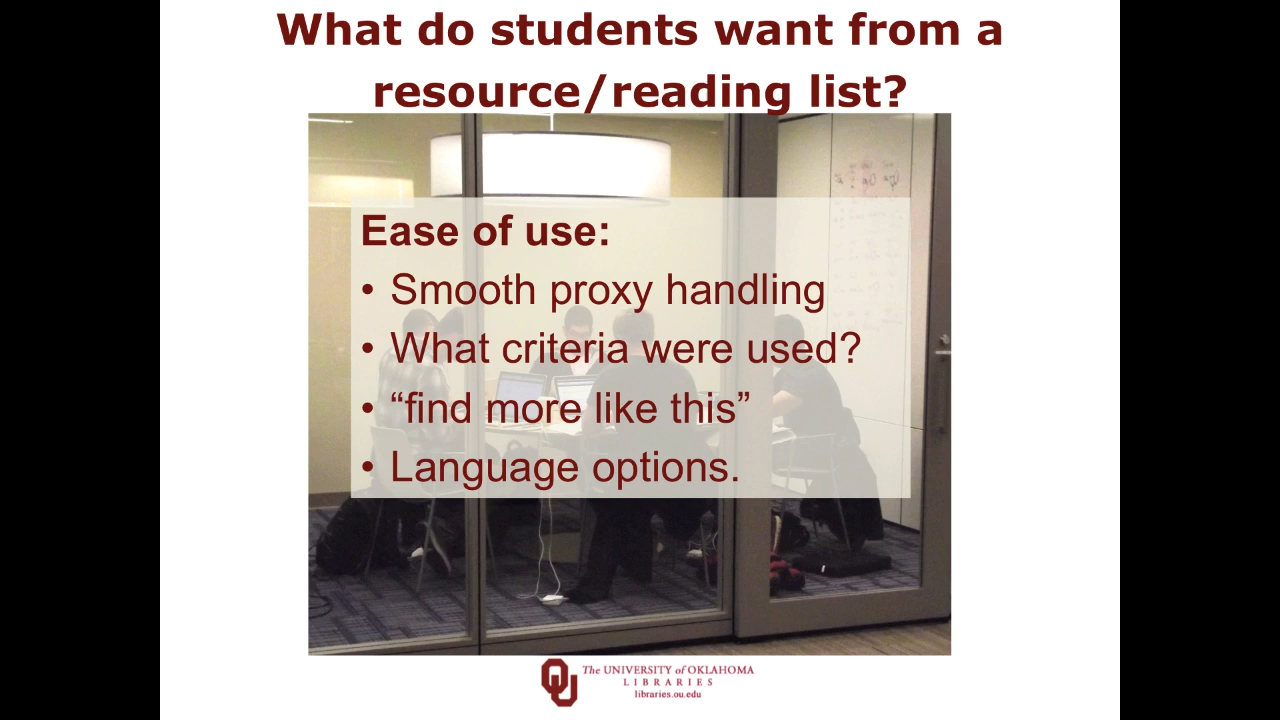 What do students want from a
resource/reading list?
Ease of use:
• Smooth proxy handling
• What criteria were used?
• “find more like this”
• Language options.
The UNIVERSITY of OKLAHOMA
LIBRARIES
libraries.ou.edu